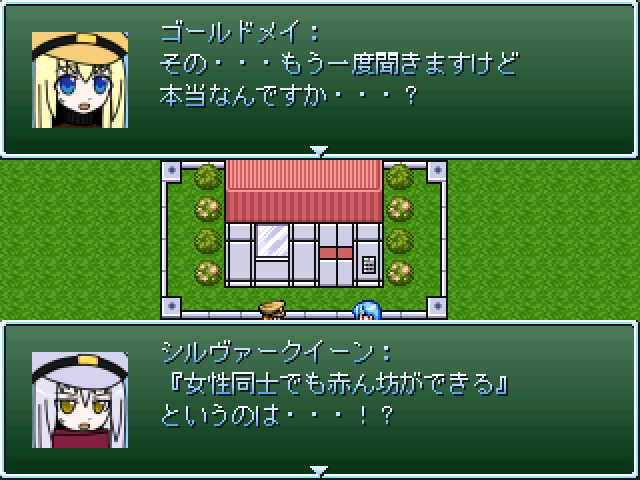 ゴールドメイ：
その・・・もう一度聞きますけど
本当なんですか・・・？
シルヴァークイーン：
『女性同士でも赤ん坊ができる』
というのは・・・！？